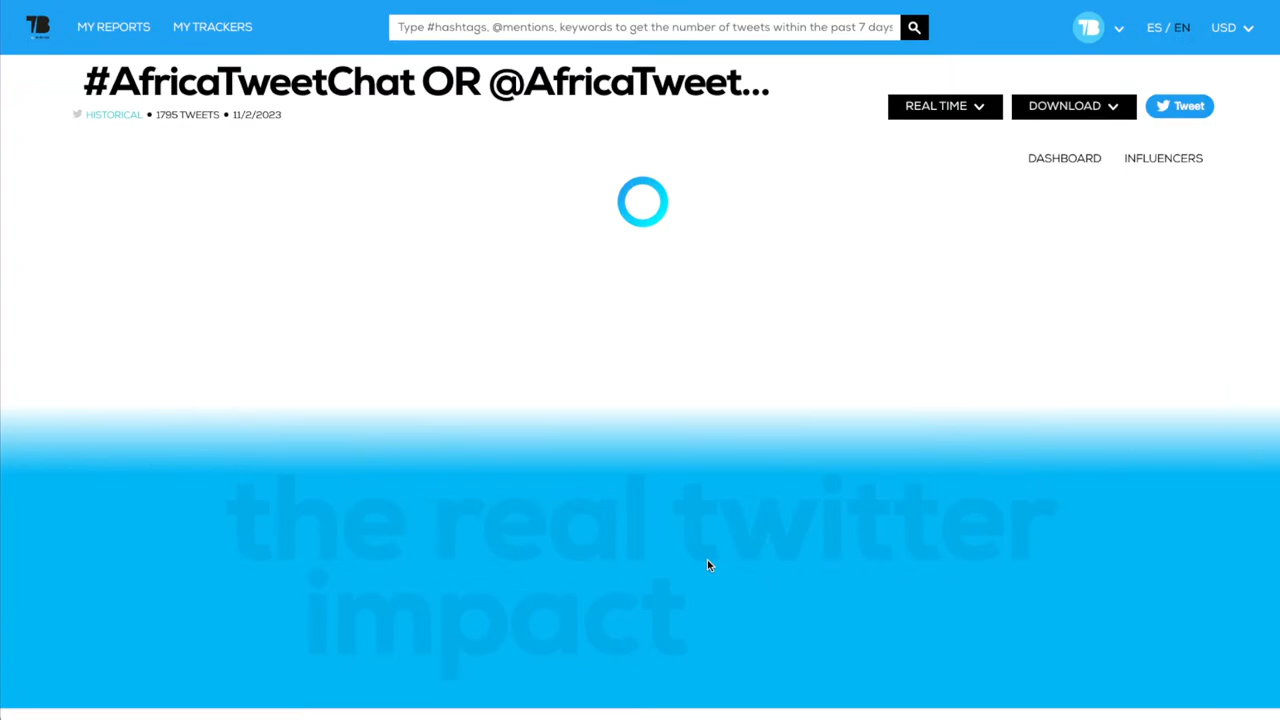 TB
MY REPORTS
MY TRACKERS
Type #hashtags, @mentions, keywords to get the number of tweets within the past 7 days
TB
ES / EN
USD
#AfricaTweetChat OR @AfricaTweet...
HISTORICAL • 1795 TWEETS • 11/2/2023
REAL TIME
DOWNLOAD
Tweet
DASHBOARD
INFLUENCERS
the real twitter
impact